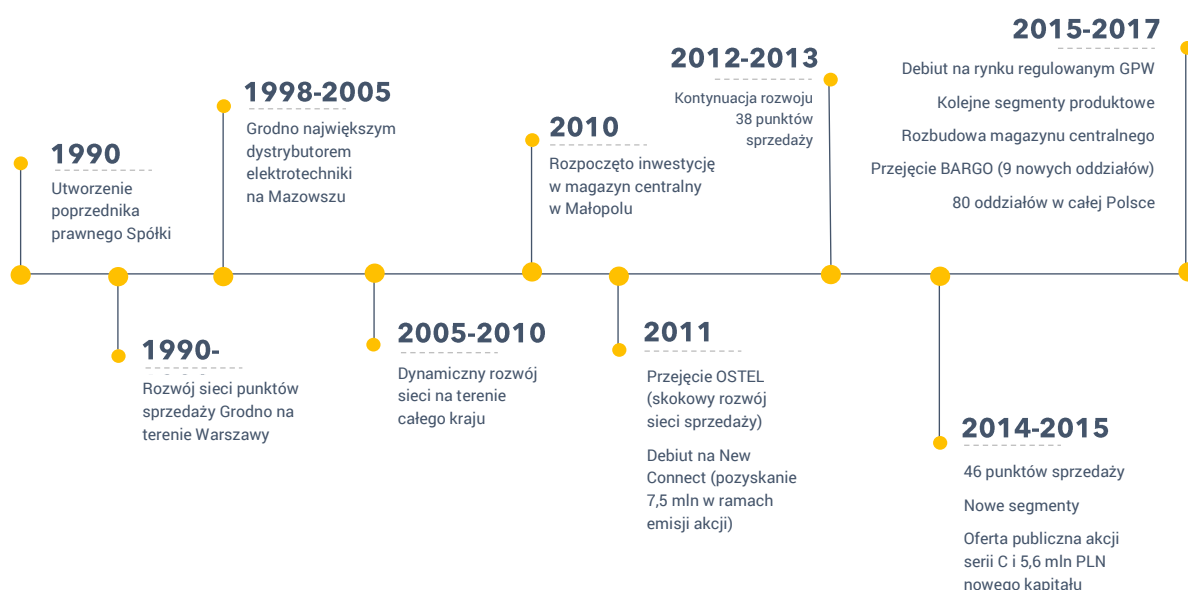 1990
Utworzenie
poprzednika
prawnego Spółki
1990-
Rozwój sieci punktów
sprzedaży Grodno na
terenie Warszawy
1998-2005
Grodno największym
dystrybutorem
elektrotechniki
na Mazowszu
2005-2010
Dynamiczny rozwój
sieci na terenie
całego kraju
2010
Rozpoczęto inwestycję
w magazyn centralny
w Małopolu
2011
Przejęcie OSTEL
(skokowy rozwój
sieci sprzedaży)
Debiut na New
Connect (pozyskanie
7,5 mln w ramach
emisji akcji)
2012-2013
Kontynuacja rozwoju
38 punktów
sprzedaży
2014-2015
46 punktów sprzedaży
Nowe segmenty
Oferta publiczna akcji
serii C i 5,6 mln PLN
nowego kapitału
2015-2017
Debiut na rynku regulowanym GPW
Kolejne segmenty produktowe
Rozbudowa magazynu centralnego
Przejęcie BARGO (9 nowych oddziałów)
80 oddziałów w całej Polsce